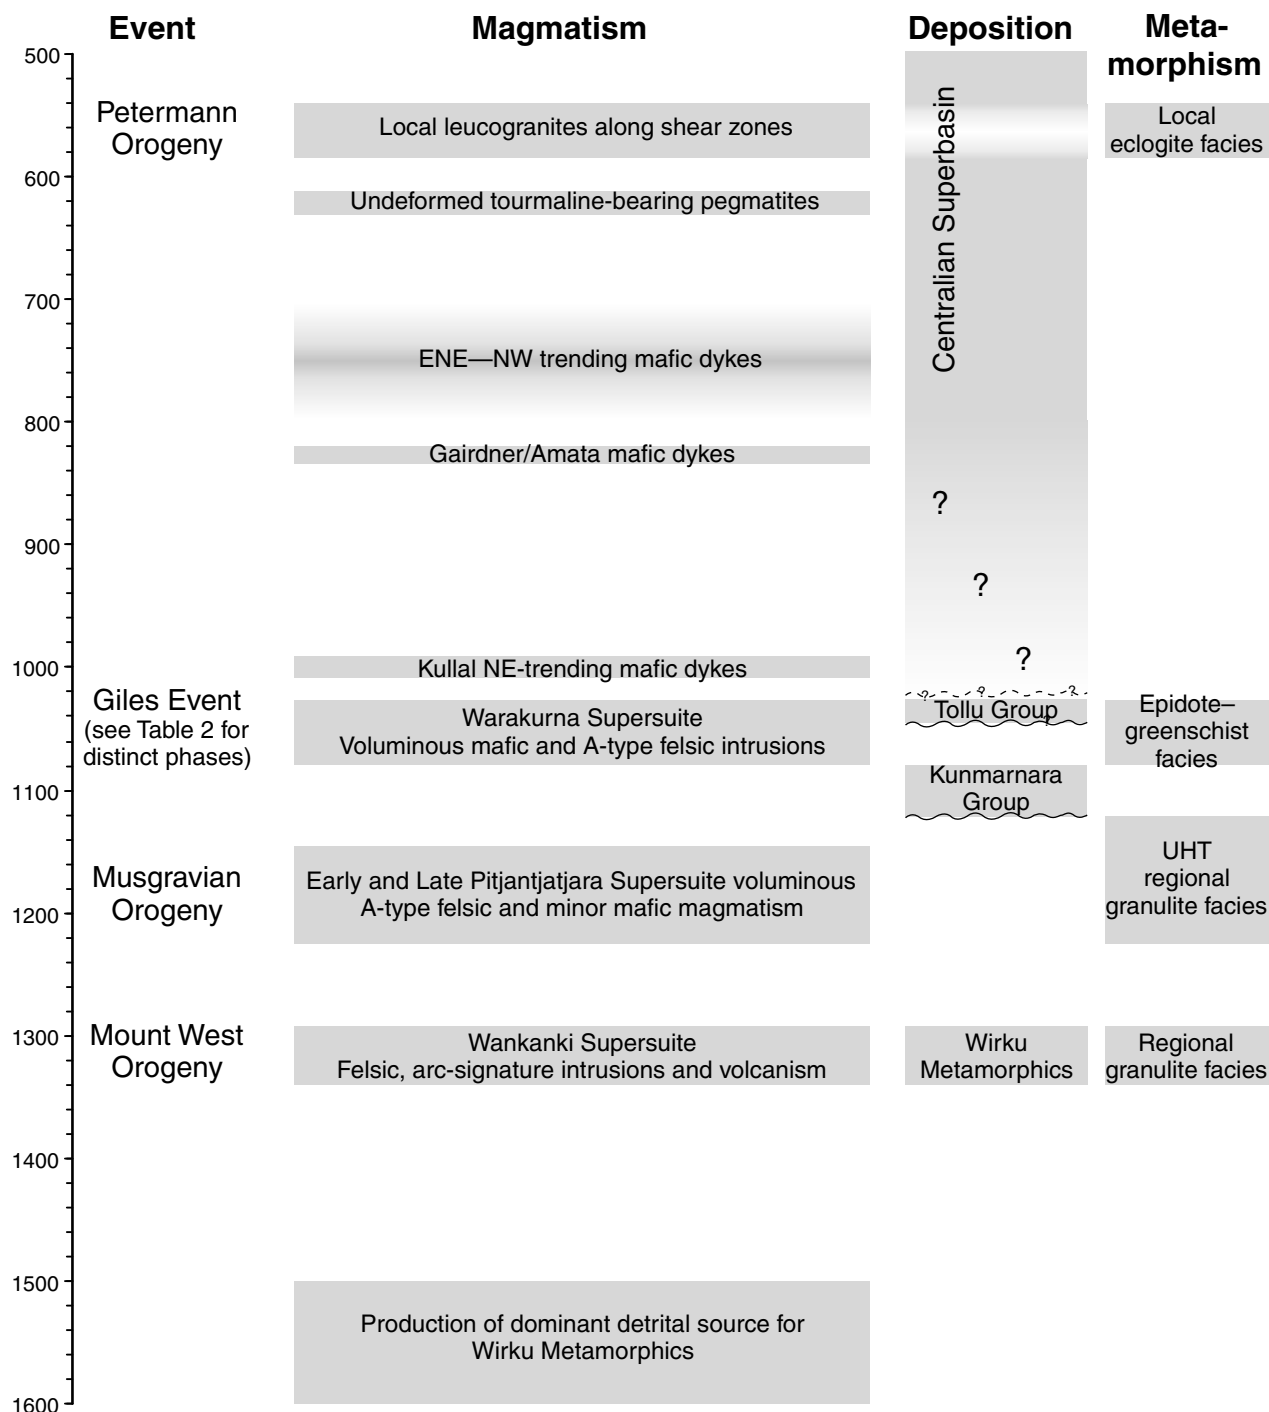 Event
Magmatism
Deposition
Meta-
morphism
500
600
700
800
900
1000
1100
1200
1300
1400
1500
1600
Petermann
Orogeny
Local leucogranites along shear zones
Local
eclogite facies
Undeformed tourmaline-bearing pegmatites
Centralian Superbasin
ENE—NW trending mafic dykes
Gairdner/Amata mafic dykes
?
?
?
Kullal NE-trending mafic dykes
? ? ?
Giles Event
(see Table 2 for
distinct phases)
Warakurna Supersuite
Voluminous mafic and A-type felsic intrusions
Tollu Group
Kunmarnara
Group
Epidote–
greenschist
facies
Musgravian
Orogeny
Early and Late Pitjantjatjara Supersuite voluminous
A-type felsic and minor mafic magmatism
UHT
regional
granulite facies
Mount West
Orogeny
Wankanki Supersuite
Felsic, arc-signature intrusions and volcanism
Wirku
Metamorphics
Regional
granulite facies
Production of dominant detrital source for
Wirku Metamorphics